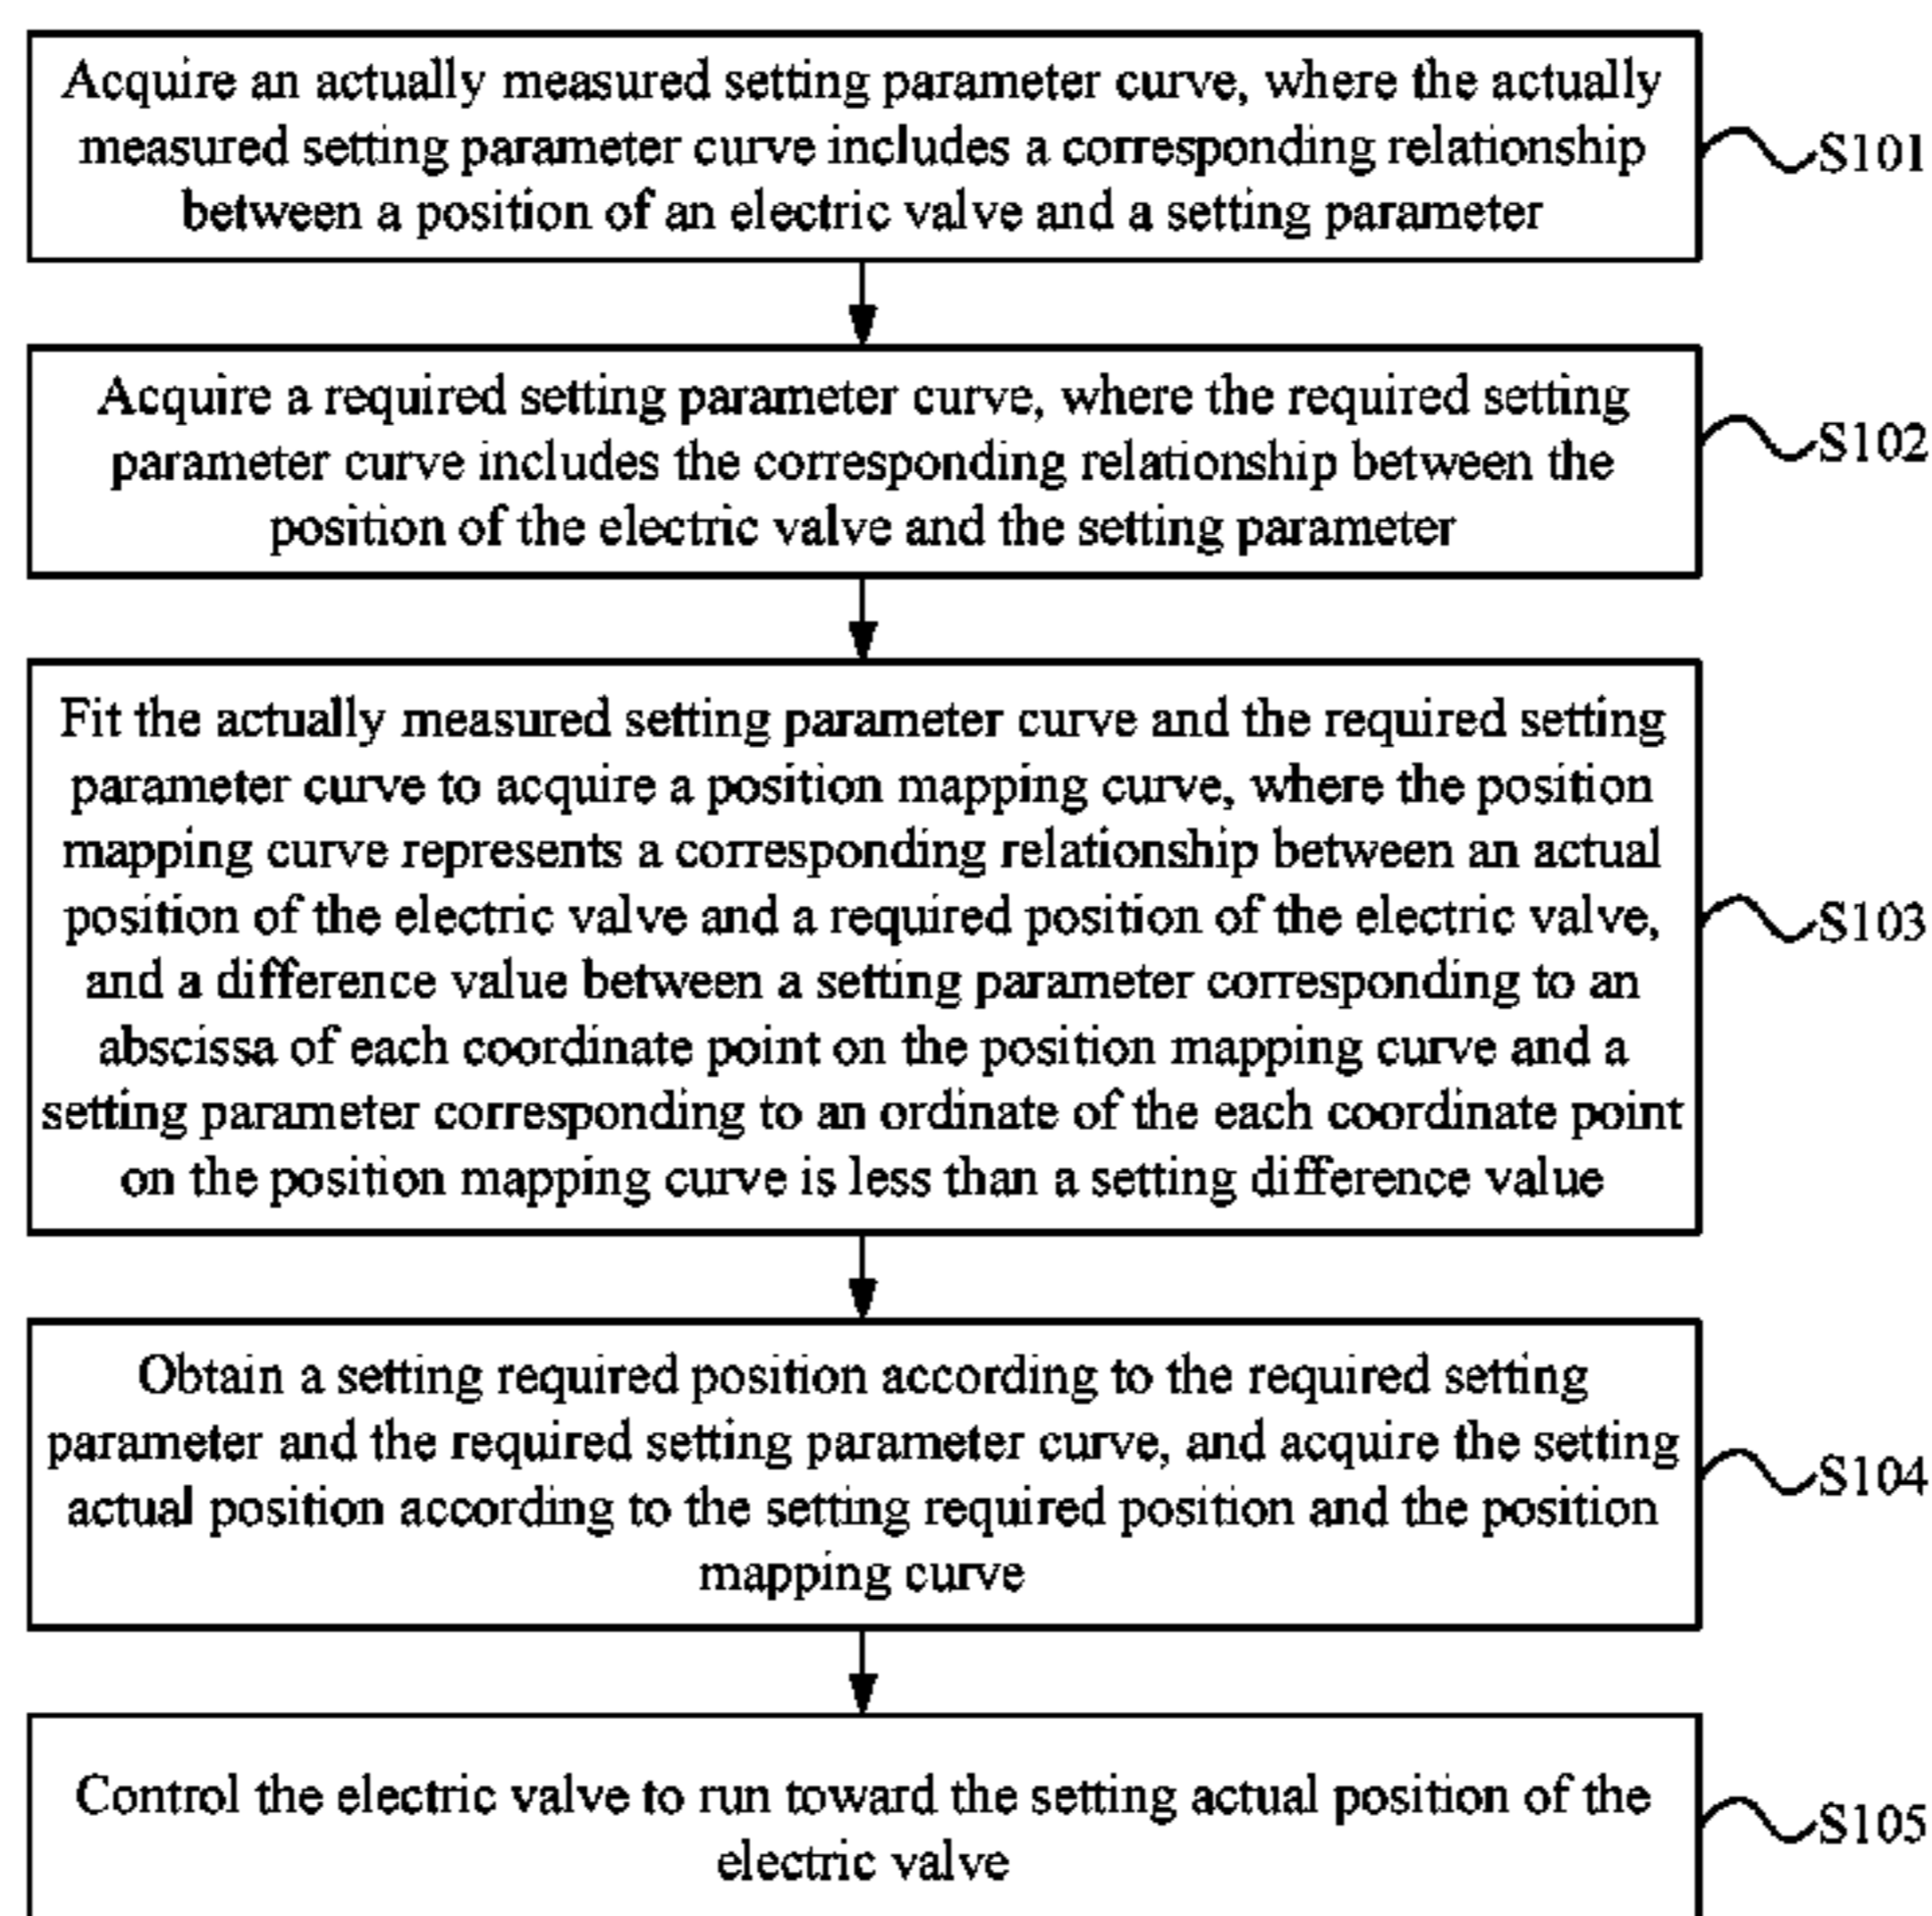 Acquire an actually measured setting parameter curve, where the actually
measured setting parameter curve includes a corresponding relationship
between a position of an electric valve and a setting parameter
S101
Acquire a required setting parameter curve, where the required setting
parameter curve includes the corresponding relationship between the
position of the electric valve and the setting parameter
S102
Fit the actually measured setting parameter curve and the required setting
parameter curve to acquire a position mapping curve, where the position
mapping curve represents a corresponding relationship between an actual
position of the electric valve and a required position of the electric valve,
and a difference value between a setting parameter corresponding to an
abscissa of each coordinate point on the position mapping curve and a
setting parameter corresponding to an ordinate of the each coordinate point
on the position mapping curve is less than a setting difference value
S103
Obtain a setting required position according to the required setting
parameter and the required setting parameter curve, and acquire the setting
actual position according to the setting required position and the position
mapping curve
S104
Control the electric valve to run toward the setting actual position of the
electric valve
S105